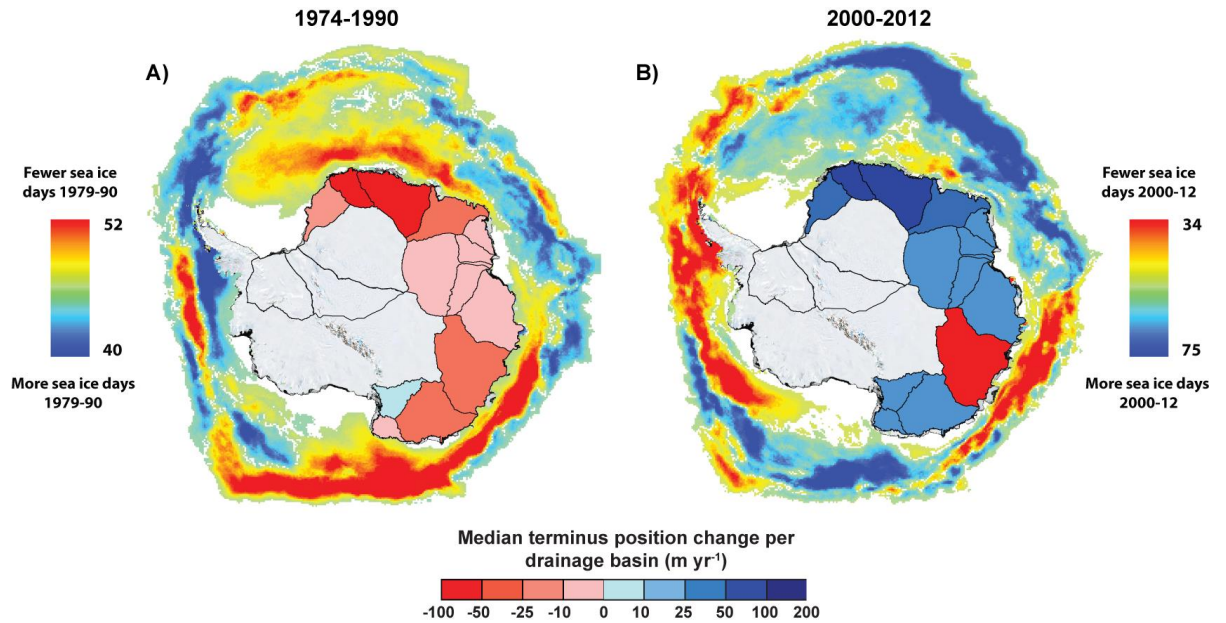 1974-1990
2000-2012
A)
B)
Fewer sea ice
days 1979-90
52
40
More sea ice days
1979-90
Fewer sea ice
days 2000-12
34
75
More sea ice days
2000-12
Median terminus position change per
drainage basin (m yr⁻¹)
-100 -50 -25 -10 0 10 25 50 100 200